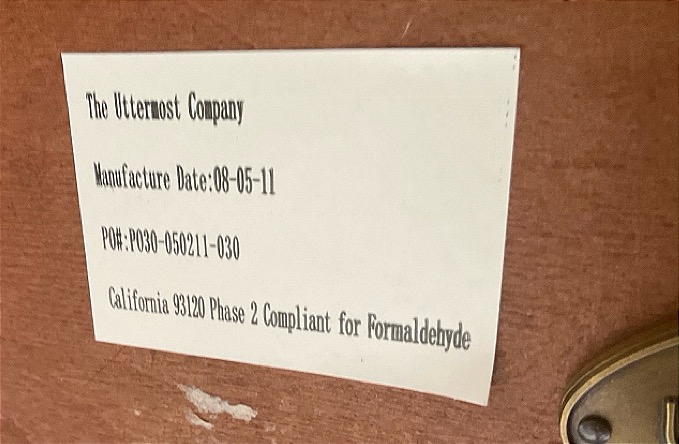 The Uttermost Company
Manufacture Date:08-05-11
PO#:PO30-050211-030
California 93120 Phase 2 Compliant for Formaldehyde